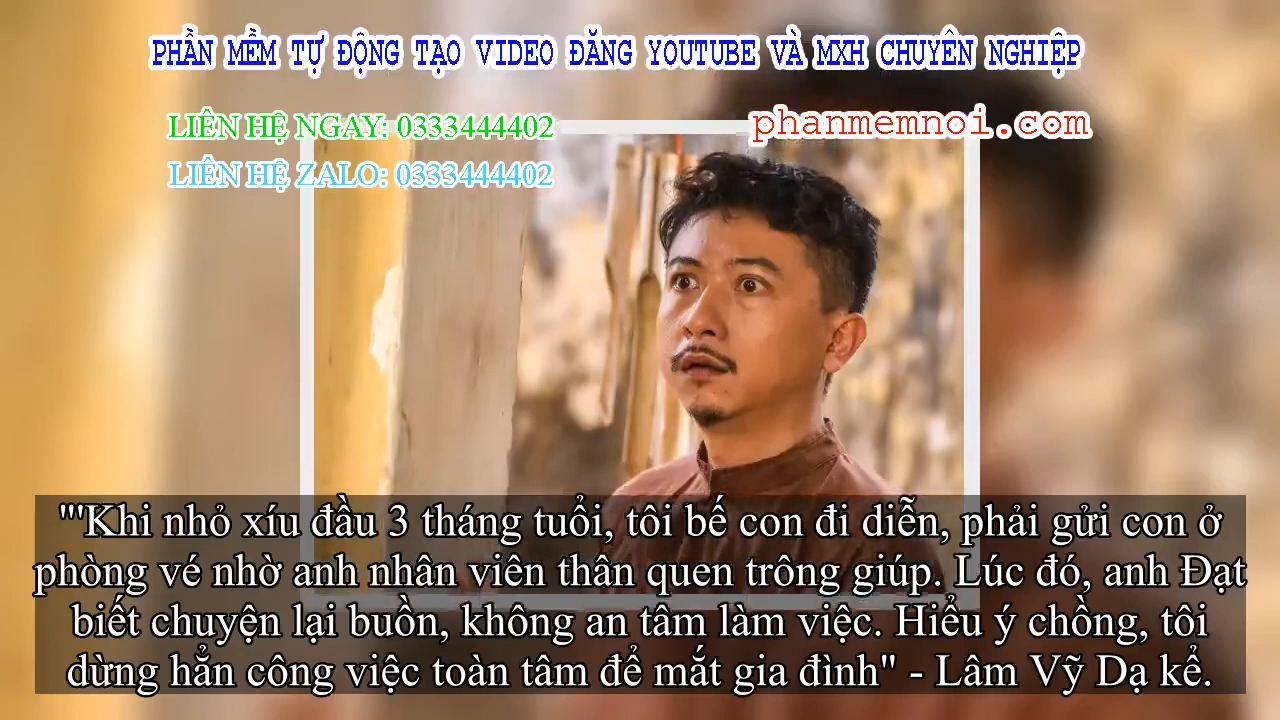 PHẦN MỀM TỰ ĐỘNG TẠO VIDEO ĐĂNG YOUTUBE VÀ MXH CHUYÊN NGHIỆP
LIÊN HỆ NGAY: 0333444402
phanmemnoi.com
LIÊN HỆ ZALO: 0333444402
"'Khi nhỏ xíu đầu 3 tháng tuổi, tôi bế con đi diễn, phải gửi con ở
phòng vé nhờ anh nhân viên thân quen trông giúp. Lúc đó, anh Đạt
biết chuyện lại buồn, không an tâm làm việc. Hiểu ý chồng, tôi
dừng hẳn công việc toàn tâm để mắt gia đình" - Lâm Vỹ Dạ kể.